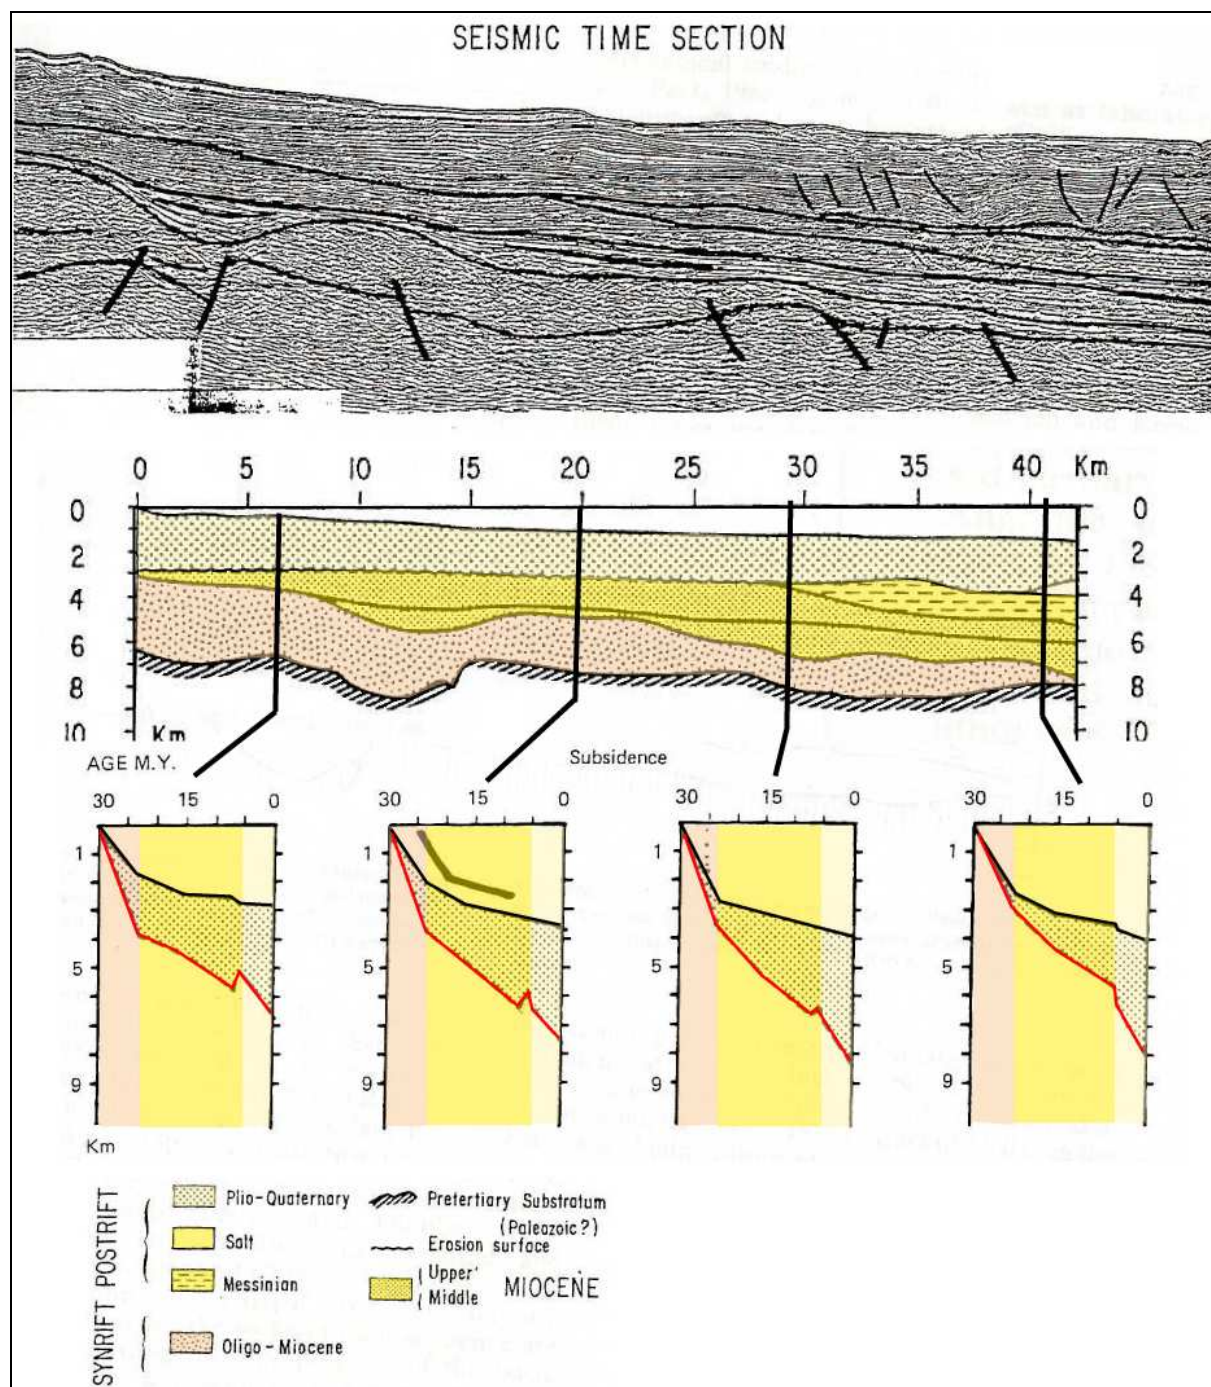 SEISMIC TIME SECTION
0 5 10 15 20 25 30 35 40 Km
0 0
2 2
4 4
6 6
8 8
10 Km 10
AGE M.Y. Subsidence
30 15 0 30 15 0 30 15 0 30 15 0
1 1 1 1
5 5 5 5
9 9 9 9
Km
SYNRIFT POSTRIFT
Plio-Quaternary
Salt
Messinian
Oligo-Miocene
Pretertiary Substratum
(Paleazoic?)
Erosion surface
Upper
Middle
MIOCENE